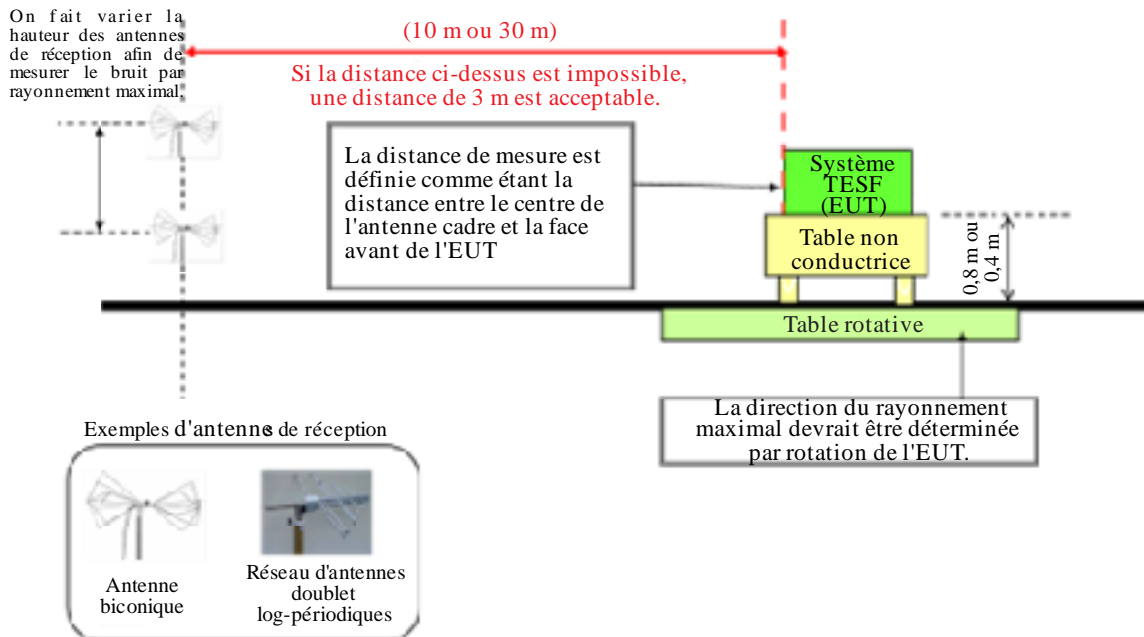 On fait varier la
hauteur des antennes
de réception afin de
mesurer le bruit par
rayonnement maximal.
(10 m ou 30 m)
Si la distance ci-dessus est impossible,
une distance de 3 m est acceptable.
La distance de mesure est
définie comme étant la
distance entre le centre de
l'antenne cadre et la face
avant de l'EUT
Système
TESF
(EUT)
Table non
conductrice
0,8 m ou
0,4 m
Table rotative
La direction du rayonnement
maximal devrait être déterminée
par rotation de l'EUT.
Exemples d'antennes de réception
Antenne
biconique
Réseau d'antennes
doublet
log-périodiques